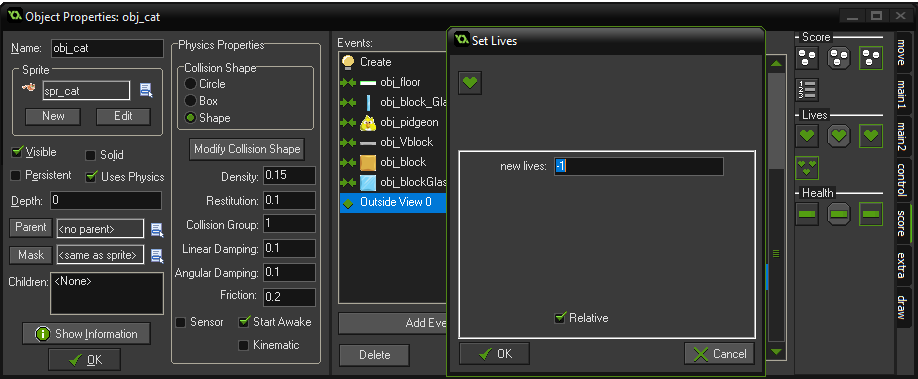 Object Properties: obj_cat
Name: obj_cat
Sprite
spr_cat
New Edit
Visible Solid
Persistent Uses Physics
Depth: 0
Parent <no parent>
Mask <same as sprite>
Children: <None>
Show Information
OK
Physics Properties
Collision Shape
Circle
Box
Shape
Modify Collision Shape
Density: 0.15
Restitution: 0.1
Collision Group: 1
Linear Damping: 0.1
Angular Damping: 0.1
Friction: 0.2
Sensor Start Awake
Kinematic
Events:
Create
obj_floor
obj_block_Gla
obj_pidgeon
obj_Vblock
obj_block
obj_blockGlas
Outside View 0
Add Eve
Delete
Set Lives
new lives: -1
Relative
OK Cancel
Score
1
2
3
Lives
Health
move
main1
main2
control
score
extra
draw